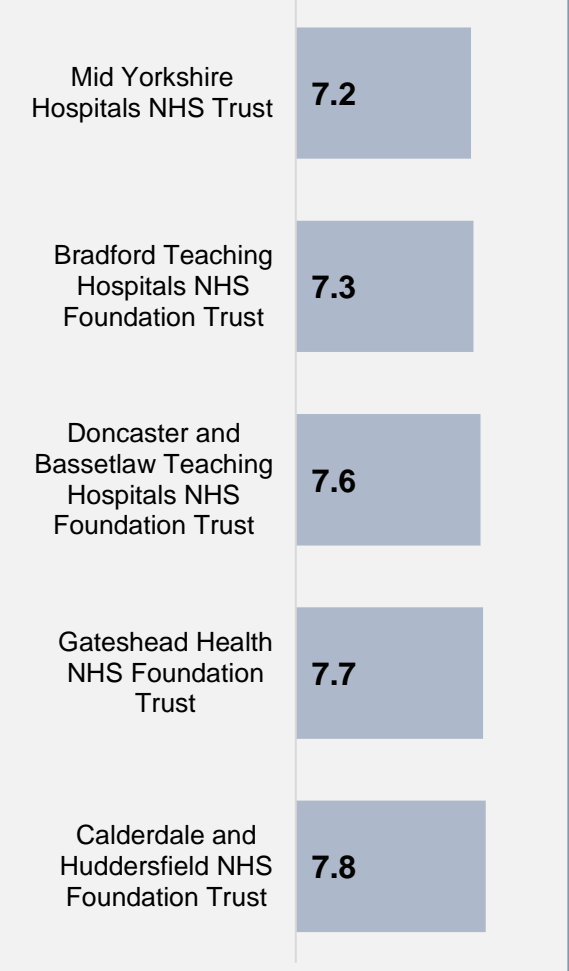 Mid Yorkshire
Hospitals NHS Trust
7.2
Bradford Teaching
Hospitals NHS
Foundation Trust
7.3
Doncaster and
Bassetlaw Teaching
Hospitals NHS
Foundation Trust
7.6
Gateshead Health
NHS Foundation
Trust
7.7
Calderdale and
Huddersfield NHS
Foundation Trust
7.8